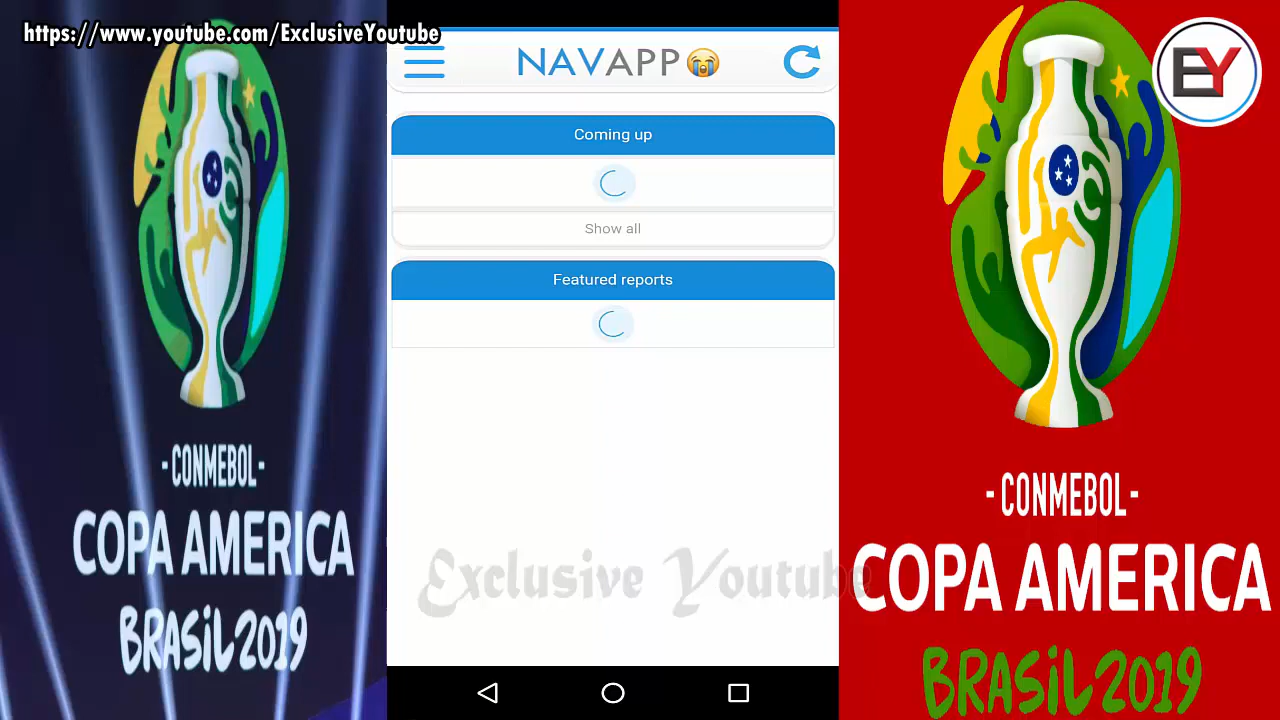 https://www.youtube.com/ExclusiveYoutube
NAVAPP😭
EY
Coming up
Show all
Featured reports
Exclusive Youtube
-CONMEBOL-
COPA AMERICA
BRASIL2019
-CONMEBOL-
COPA AMERICA
BRASIL2019